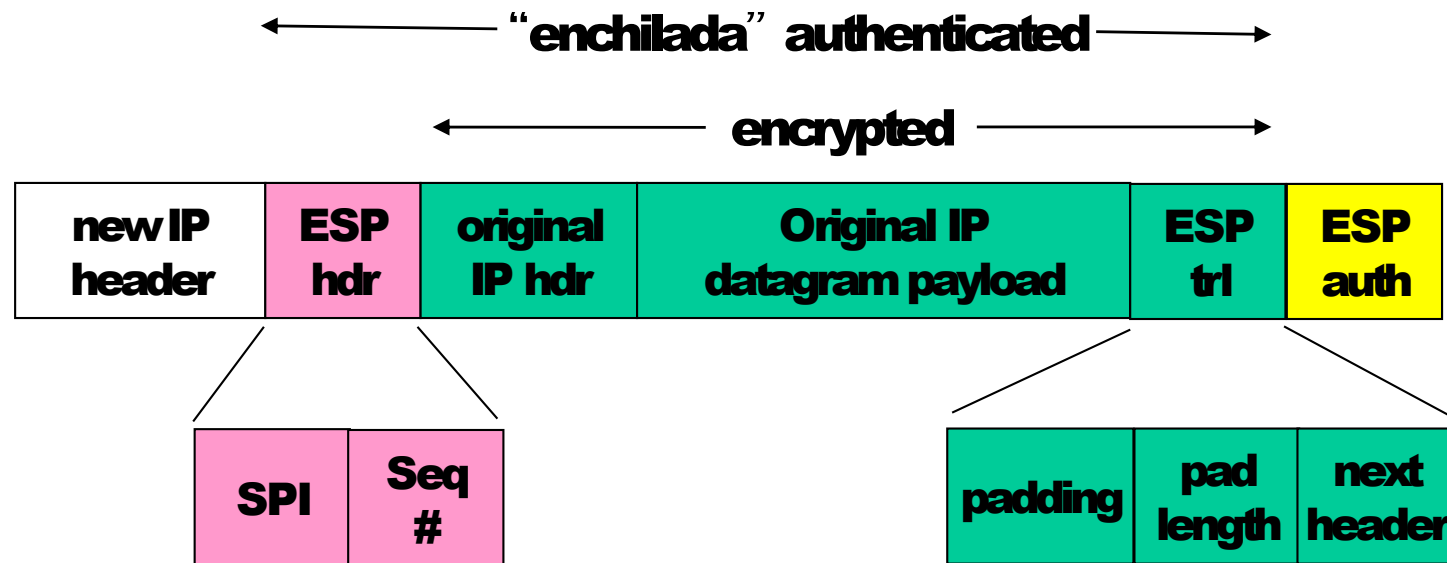 “enchilada” authenticated
encrypted
new IP
header
ESP
hdr
original
IP hdr
Original IP
datagram payload
ESP
trl
ESP
auth
SPI
Seq
#
padding
pad
length
next
header